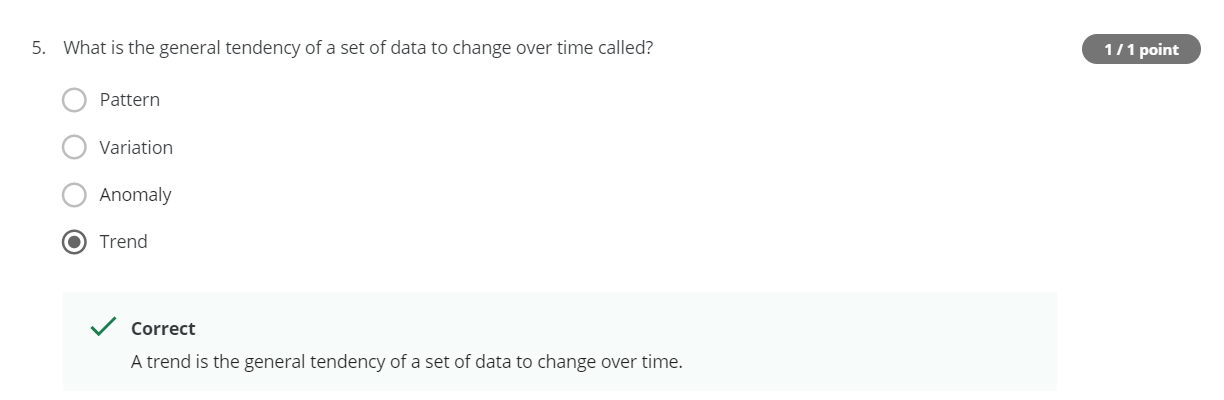 5. What is the general tendency of a set of data to change over time called?
1 / 1 point
Pattern
Variation
Anomaly
Trend
Correct
A trend is the general tendency of a set of data to change over time.